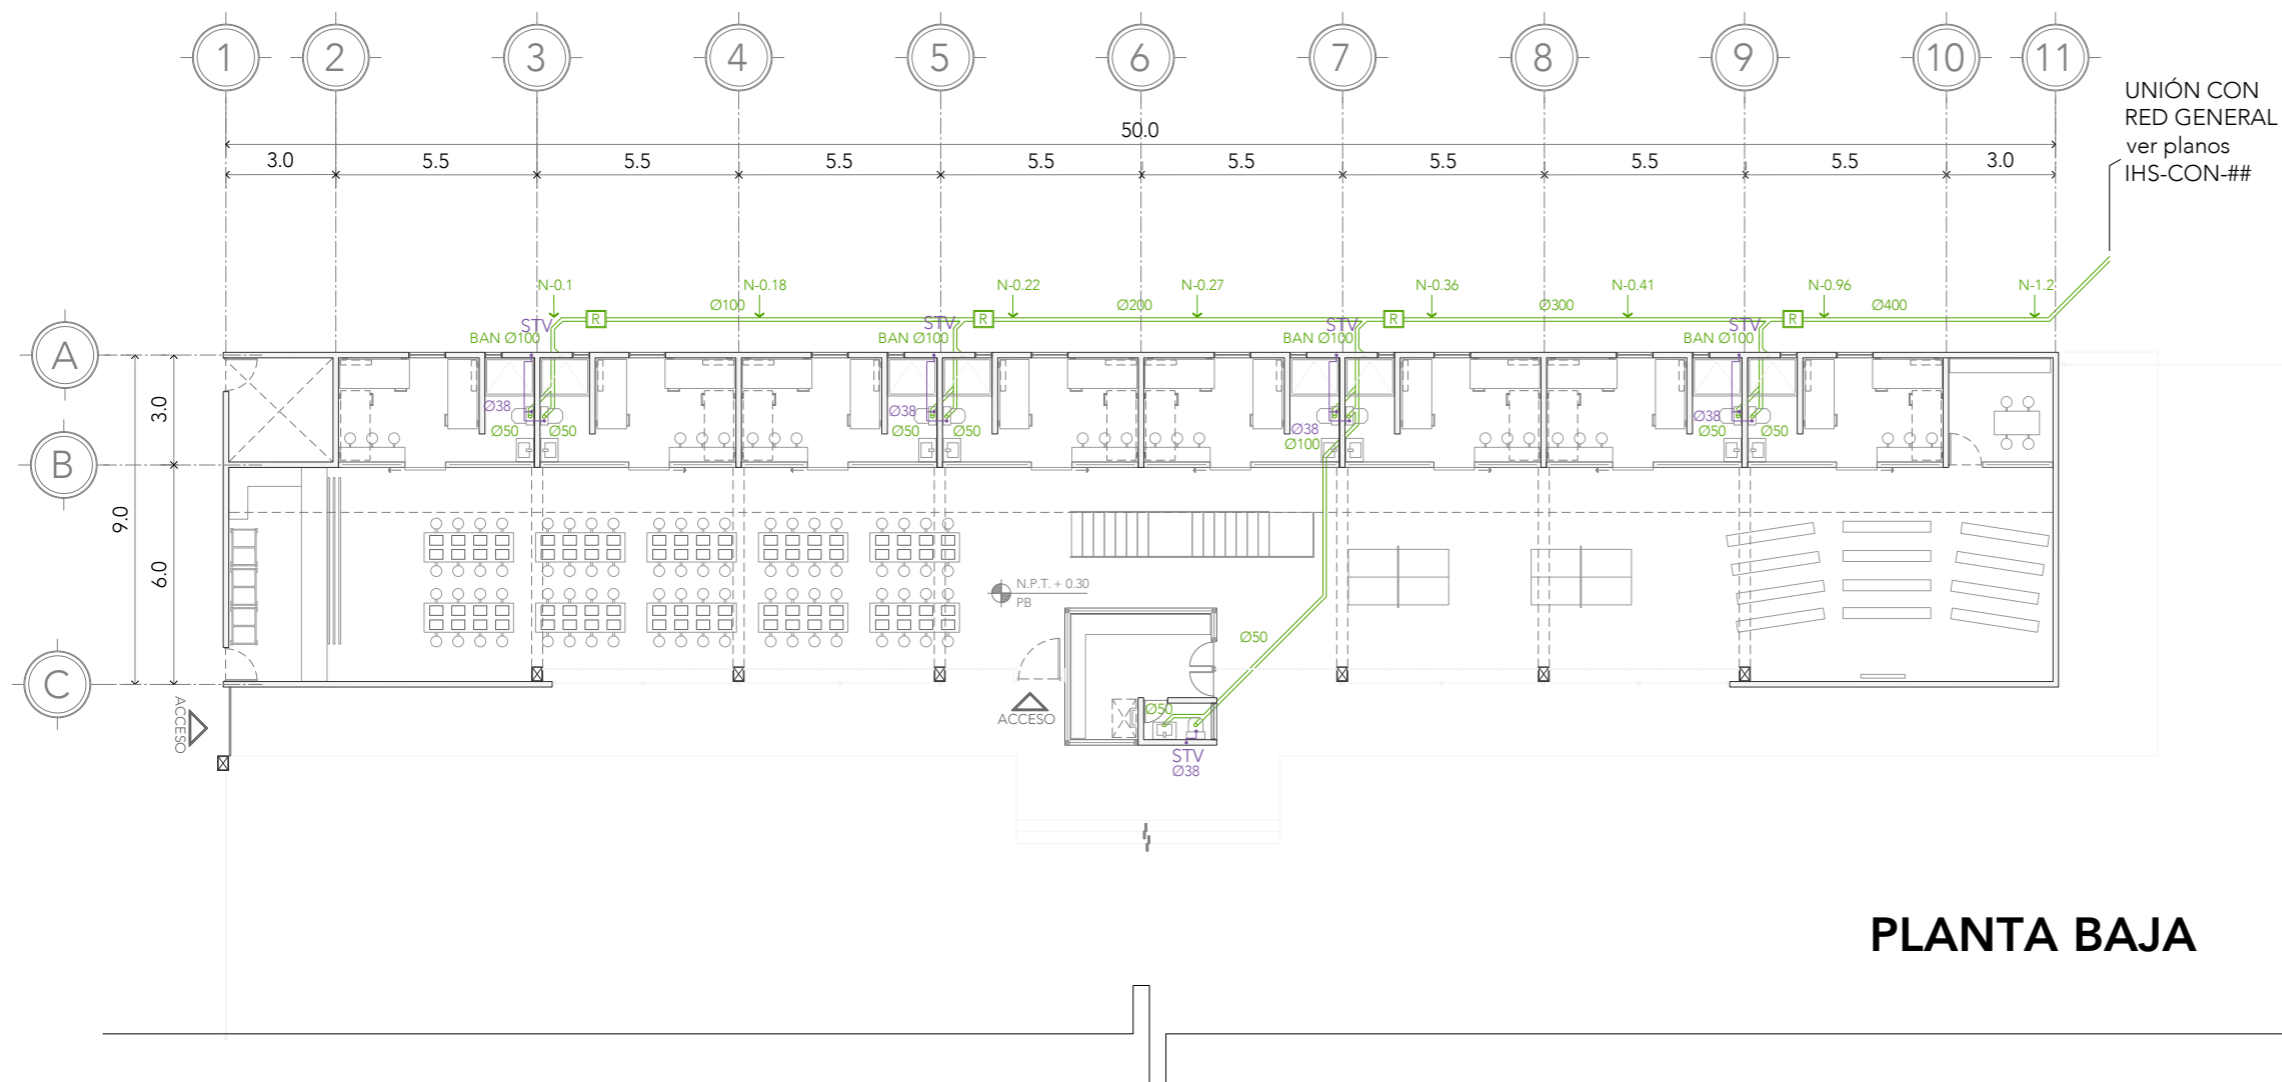 1 2 3 4 5 6 7 8 9 10 11
UNIÓN CON
RED GENERAL
ver planos
IHS-CON-##
50.0
3.0 5.5 5.5 5.5 5.5 5.5 5.5 5.5 5.5 3.0
N-0.1 N-0.18 N-0.22 N-0.27 N-0.36 N-0.41 N-0.96 N-1.2
Ø100 Ø200 Ø300 Ø400
R R R R
STV STV STV STV
BAN Ø100 BAN Ø100 BAN Ø100 BAN Ø100
A
3.0
Ø38 Ø38 Ø38 Ø38
Ø50 Ø50 Ø50 Ø50 Ø100 Ø50 Ø50
B
9.0
6.0
N.P.T. + 0.30
PB
Ø50
C
ACCESO
ACCESO
Ø50
STV
Ø38
PLANTA BAJA